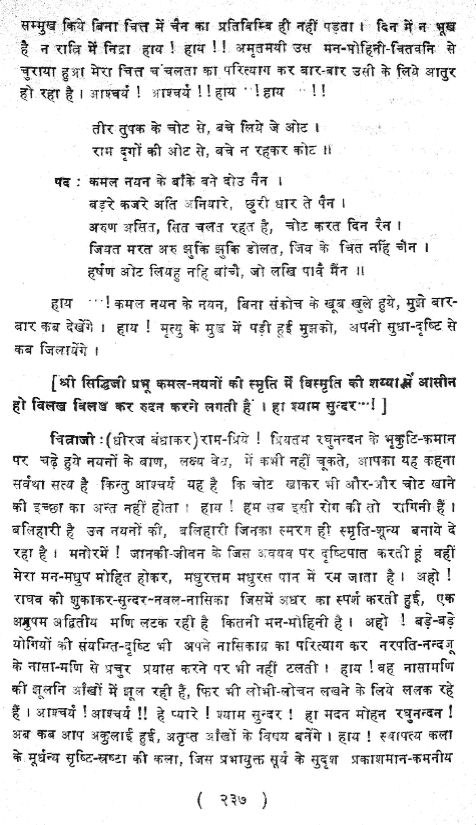 सम्मुख किये बिना चित्त में चैन का प्रतिबिम्बि ही नहीं पड़ता। दिन में न भूख
है न रात्रि में निद्रा हाय! हाय!! अमृतमयी उस मन-मोहिनी-चितवनि से
चुराया हुआ मेरा चित्त चंचलता का परित्याग कर बार-बार उसी के लिये आतुर
हो रहा है। आश्चर्य! आश्चर्य!! हाय ···! हाय ···!!
तीर तुपक के चोट से, बचे लिये जे ओट।
राम दृगों की ओट से, बचे न रहकर कोट॥
पद : कमल नयन के बाँके बने दोउ नैन।
बड़रे कजरे अति अनियारे, छुरी धार ते पैन।
अरुण असित, सित चलत रहत है, चोट करत दिन रैन।
जियत मरत अरु झुकि झुकि डोलत, जिव के चित नहिं चैन।
हर्षण ओट लियहु नहिं बाँचौ, जो लखि पावै मैन॥
हाय ···! कमल नयन के नयन, बिना संकोच के खूब खुले हुये, मुझे बार-
बार कब देखेंगे। हाय! मृत्यु के मुख में पड़ी हुई मुझको, अपनी सुधा-दृष्टि से
कब जिलायेंगे।
[श्री सिद्धिजी प्रभू कमल-नयनों की स्मृति में विस्मृति की शय्या में आसीन
हो विलख विलख कर रुदन करने लगती हैं। हा श्याम सुन्दर···!]
चित्राजी : (धीरज बंधाकर) राम-प्रिये! प्रियतम रघुनन्दन के भृकुटि-कमान
पर चढ़े हुये नयनों के बाण, लक्ष्य वेध, में कभी नहीं चूकते, आपका यह कहना
सर्वथा सत्य है किन्तु आश्चर्य यह है कि चोट खाकर भी और-और चोट खाने
की इच्छा का अन्त नहीं होता। हाय! हम सब इसी रोग की तो रागिनी हैं।
बलिहारी है उन नयनों की, बलिहारी जिनका स्मरण ही स्मृति-शून्य बनाये दे
रहा है। मनोरमें! जानकी-जीवन के जिस अवयव पर दृष्टिपात करती हूं वहीं
मेरा मन-मधुप मोहित होकर, मधुरत्तम मधुरस पान में रम जाता है। अहो!
राघव की शुकाकर-सुन्दर-नवल-नासिका जिसमें अधर का स्पर्श करती हुई, एक
अनुपम अद्वितीय मणि लटक रही है कितनी मन-मोहिनी है। अहो! बड़े-बड़े
योगियों की संयमित-दृष्टि भी अपने नासिकाग्र का परित्याग कर नरपति-नन्दजू
के नासा-मणि से प्रचुर प्रयास करने पर भी नहीं टलती। हाय! वह नासामणि
की झूलनि आँखों में झूल रही हैं, फिर भी लोभी-लोचन लखने के लिये ललक रहे
हैं। आश्चर्य! आश्चर्य!! हे प्यारे! श्याम सुन्दर! हा मदन मोहन रघुनन्दन!
अब कब आप अकुलाई हुई, अतृप्त आँखों के विषय बनेंगे। हाय! स्थापत्य कला
के मूर्धन्य सृष्टि-स्रष्टा की कला, जिस प्रभायुक्त सूर्य के सुदृश प्रकाशमान-कमनीय
( २३७ )